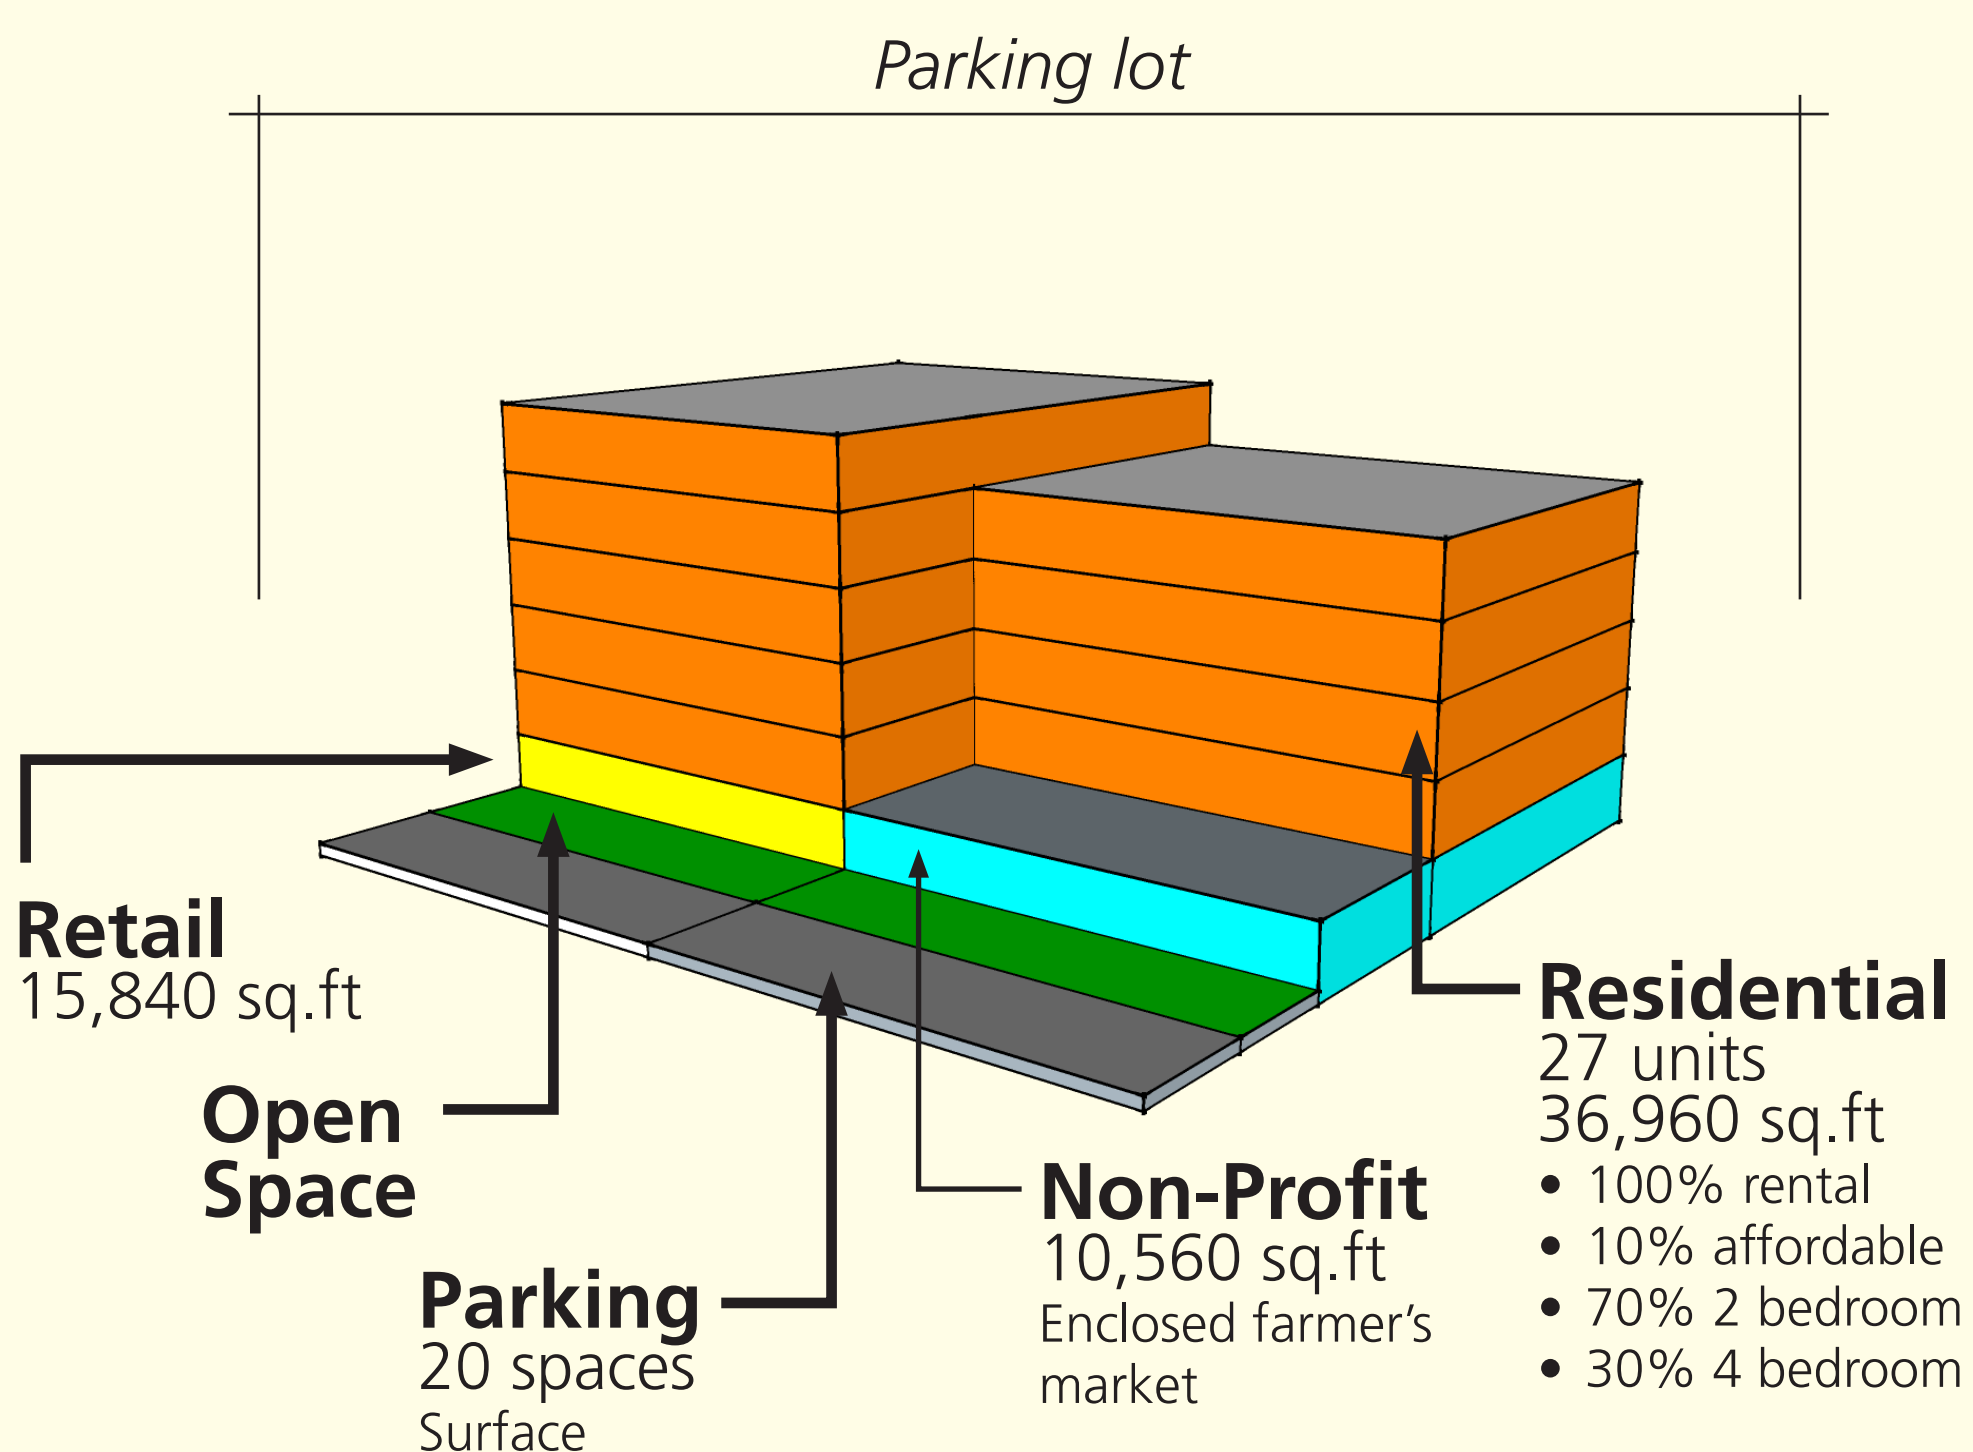 Parking lot
Retail
15,840 sq.ft
Open
Space
Parking
20 spaces
Surface
Non-Profit
10,560 sq.ft
Enclosed farmer’s
market
Residential
27 units
36,960 sq.ft
• 100% rental
• 10% affordable
• 70% 2 bedroom
• 30% 4 bedroom